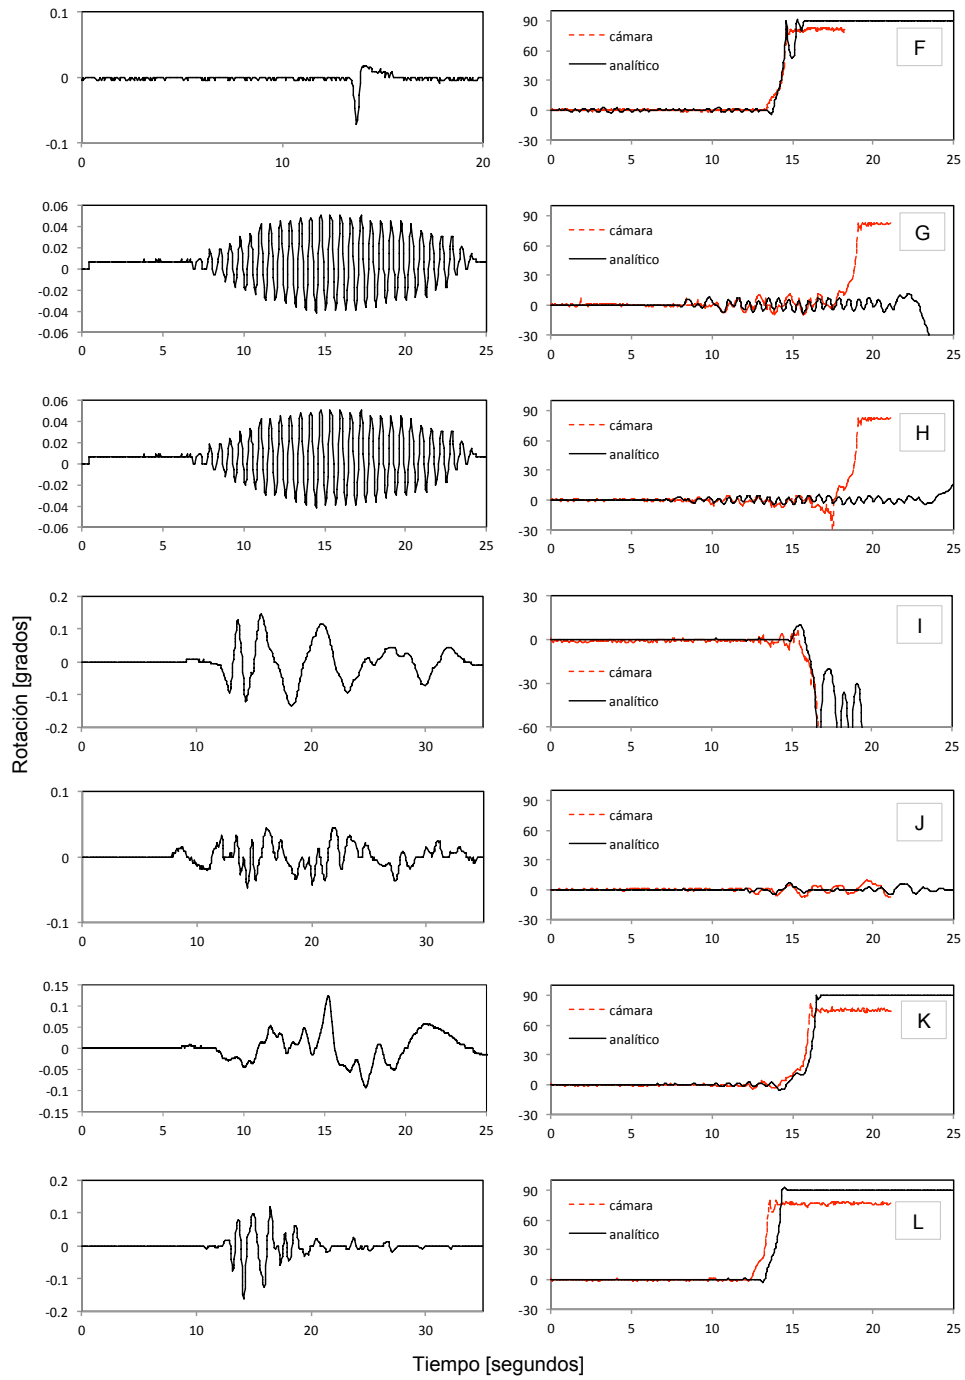 0.1
0
-0.1
0 10 20
90
60
30
0
-30
0 5 10 15 20 25
cámara
analítico
F
0.06
0.04
0.02
0
-0.02
-0.04
-0.06
0 5 10 15 20 25
90
60
30
0
-30
0 5 10 15 20 25
cámara
analítico
G
0.06
0.04
0.02
0
-0.02
-0.04
-0.06
0 5 10 15 20 25
90
60
30
0
-30
0 5 10 15 20 25
cámara
analítico
H
0.2
0.1
0
-0.1
-0.2
0 10 20 30
30
0
-30
-60
0 5 10 15 20 25
cámara
analítico
I
Rotación [grados]
0.1
0
-0.1
0 10 20 30
90
60
30
0
-30
0 5 10 15 20 25
cámara
analítico
J
0.15
0.1
0.05
0
-0.05
-0.1
-0.15
0 5 10 15 20 25
90
60
30
0
-30
0 5 10 15 20 25
cámara
analítico
K
0.2
0.1
0
-0.1
-0.2
0 10 20 30
90
60
30
0
-30
0 5 10 15 20 25
cámara
analítico
L
Tiempo [segundos]